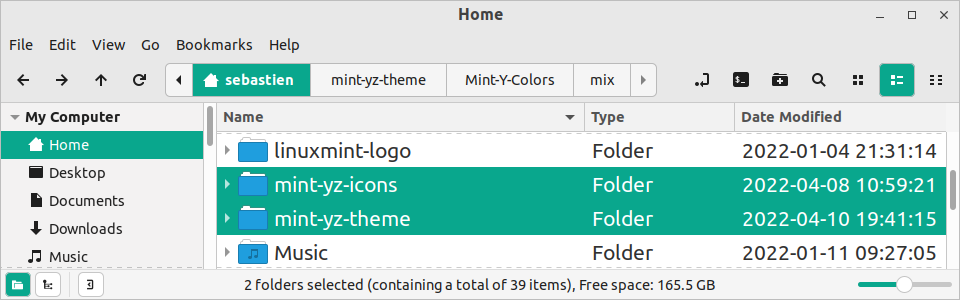 Home
File Edit View Go Bookmarks Help
sebastien mint-yz-theme Mint-Y-Colors mix
My Computer
Home
Desktop
Documents
Downloads
Music
Name Type Date Modified
linuxmint-logo Folder 2022-01-04 21:31:14
mint-yz-icons Folder 2022-04-08 10:59:21
mint-yz-theme Folder 2022-04-10 19:41:15
Music Folder 2022-01-11 09:27:05
2 folders selected (containing a total of 39 items), Free space: 165.5 GB